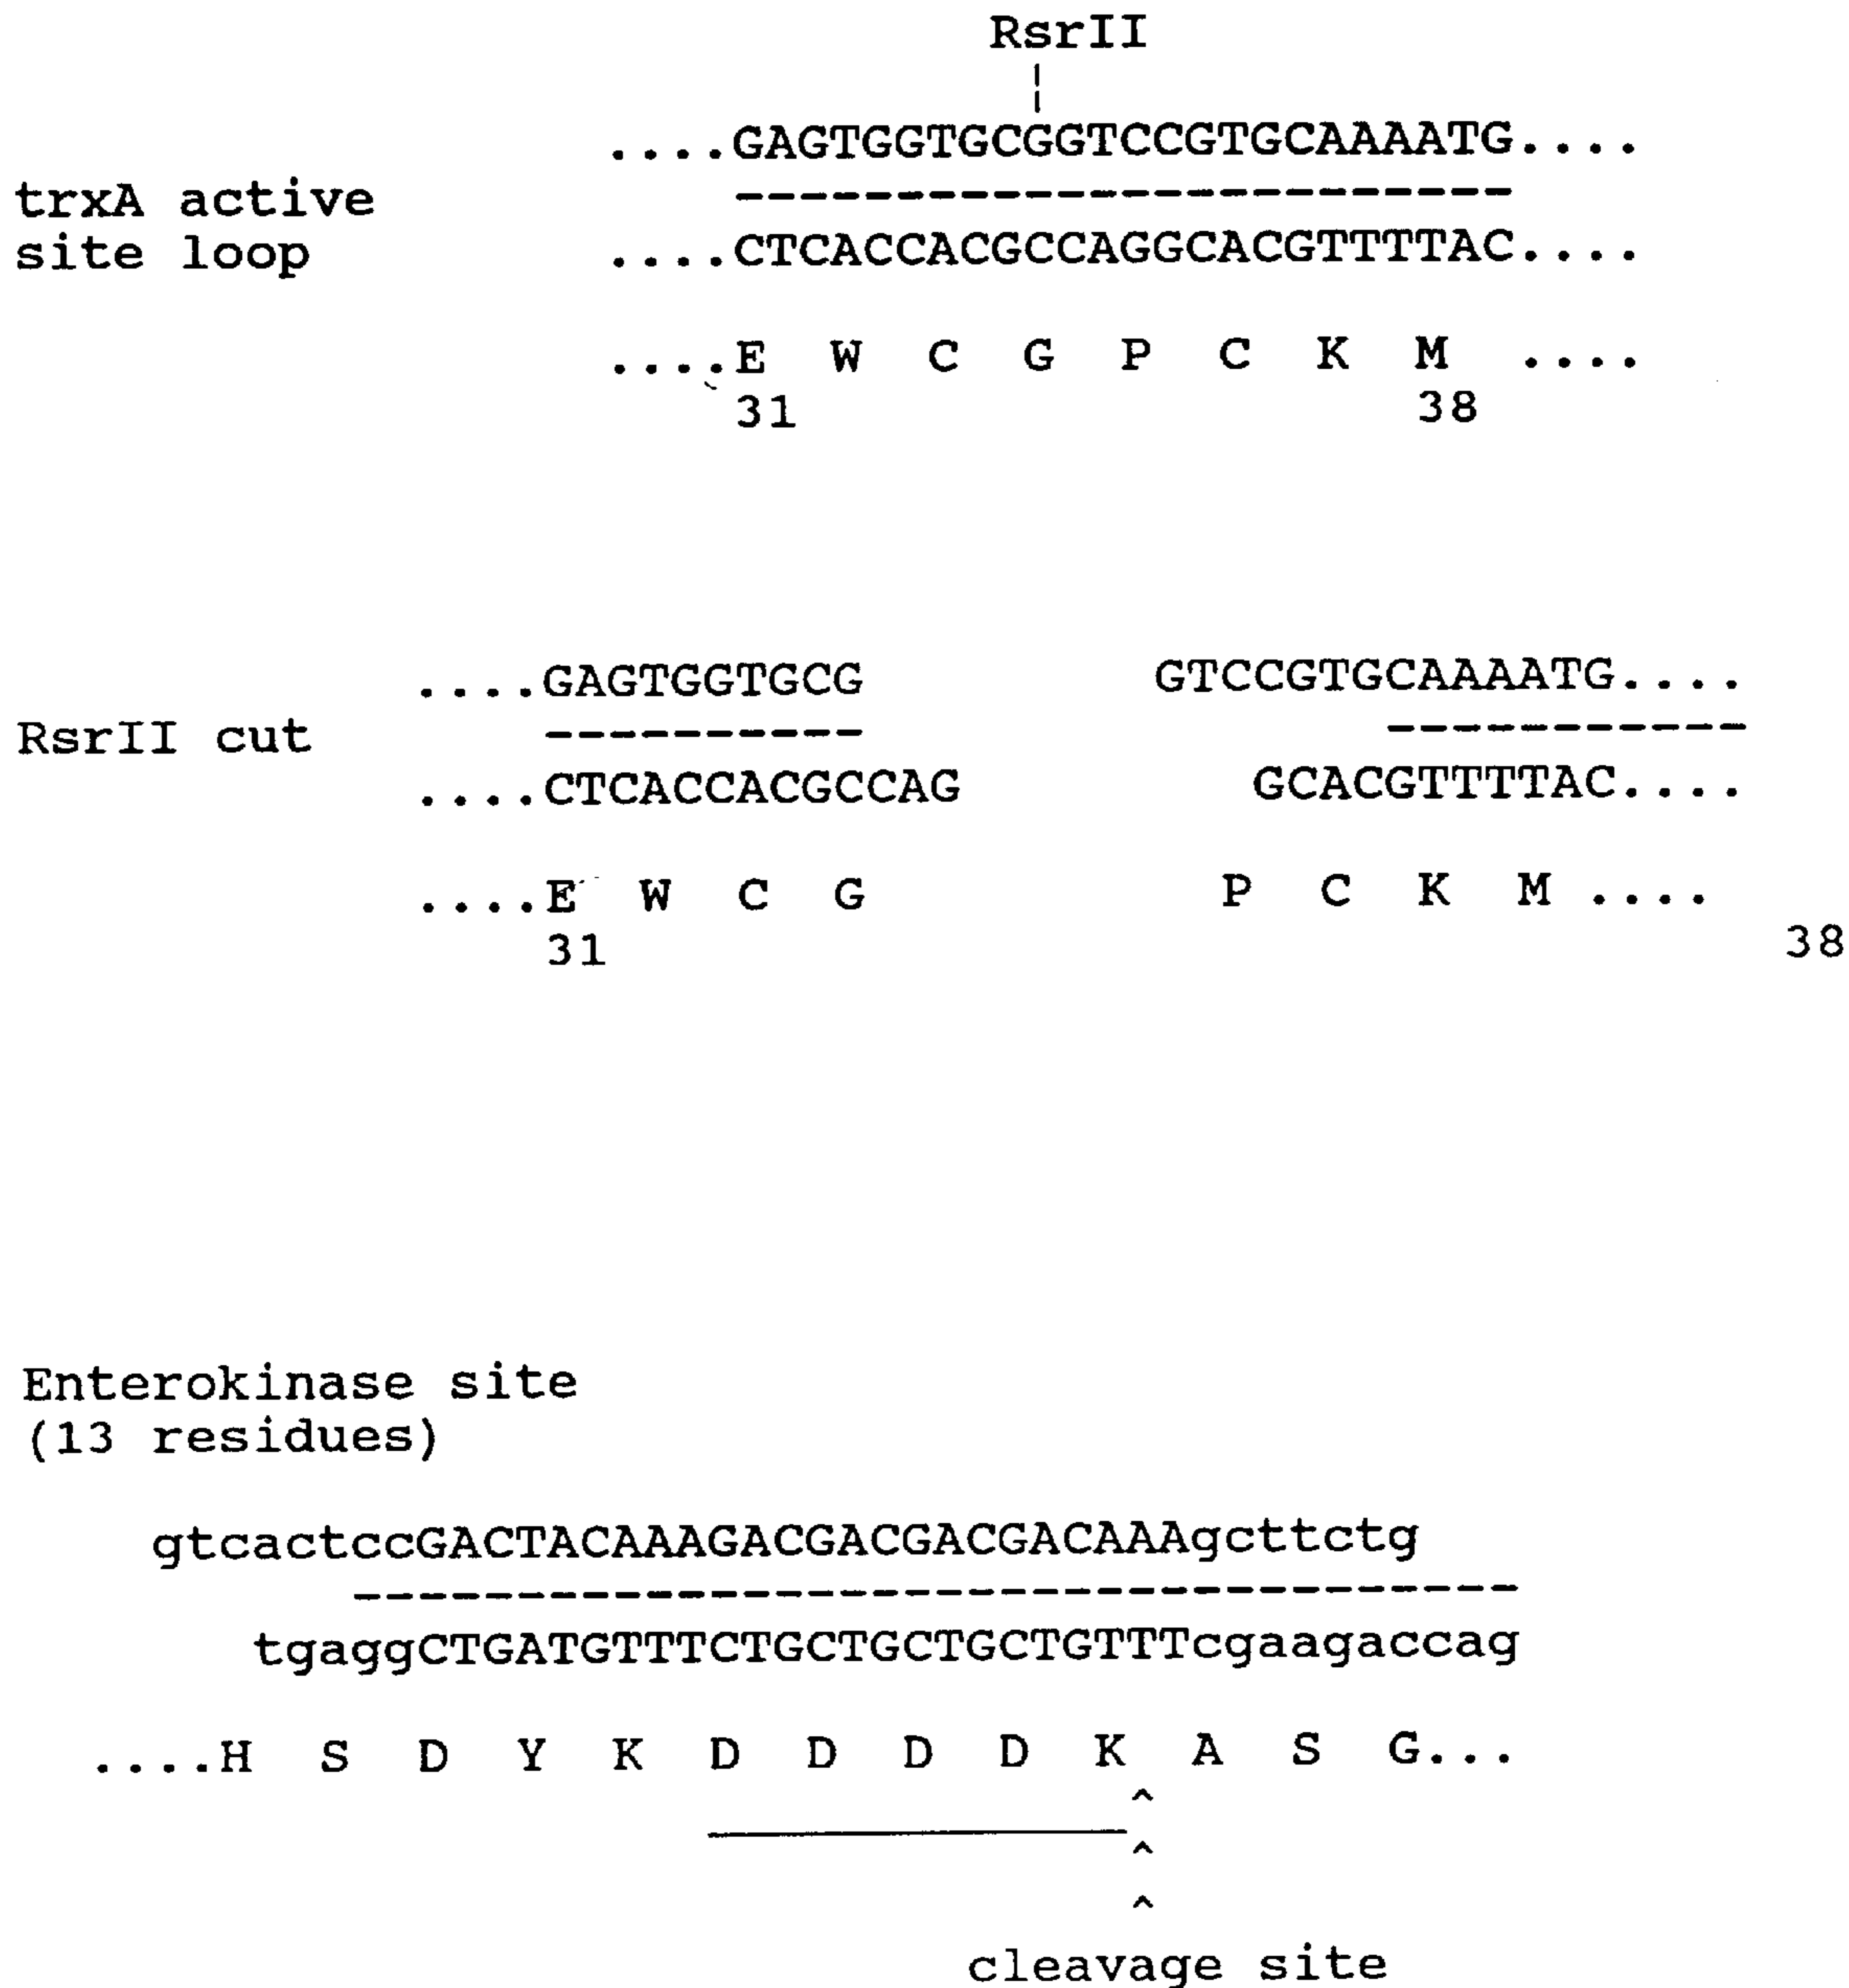 RsrII
....GAGTGGTGCGGTCCGTGCAAAATG....
trxA active
site loop
....CTCACCACGCCAGGCACGTTTTAC....
....E W C G P C K M ....
31 38
....GAGTGGTGCG GTCCGTGCAAAATG....
RsrII cut
....CTCACCACGCCAG GCACGTTTTAC....
....E W C G P C K M ....
31 38
Enterokinase site
(13 residues)
gtcactccGACTACAAAGACGACGACGACAAAgcttctg
tgaggCTGATGTTTCTGCTGCTGCTGTTTcgaagaccag
....H S D Y K D D D D K A S G...
^
^
^
cleavage site